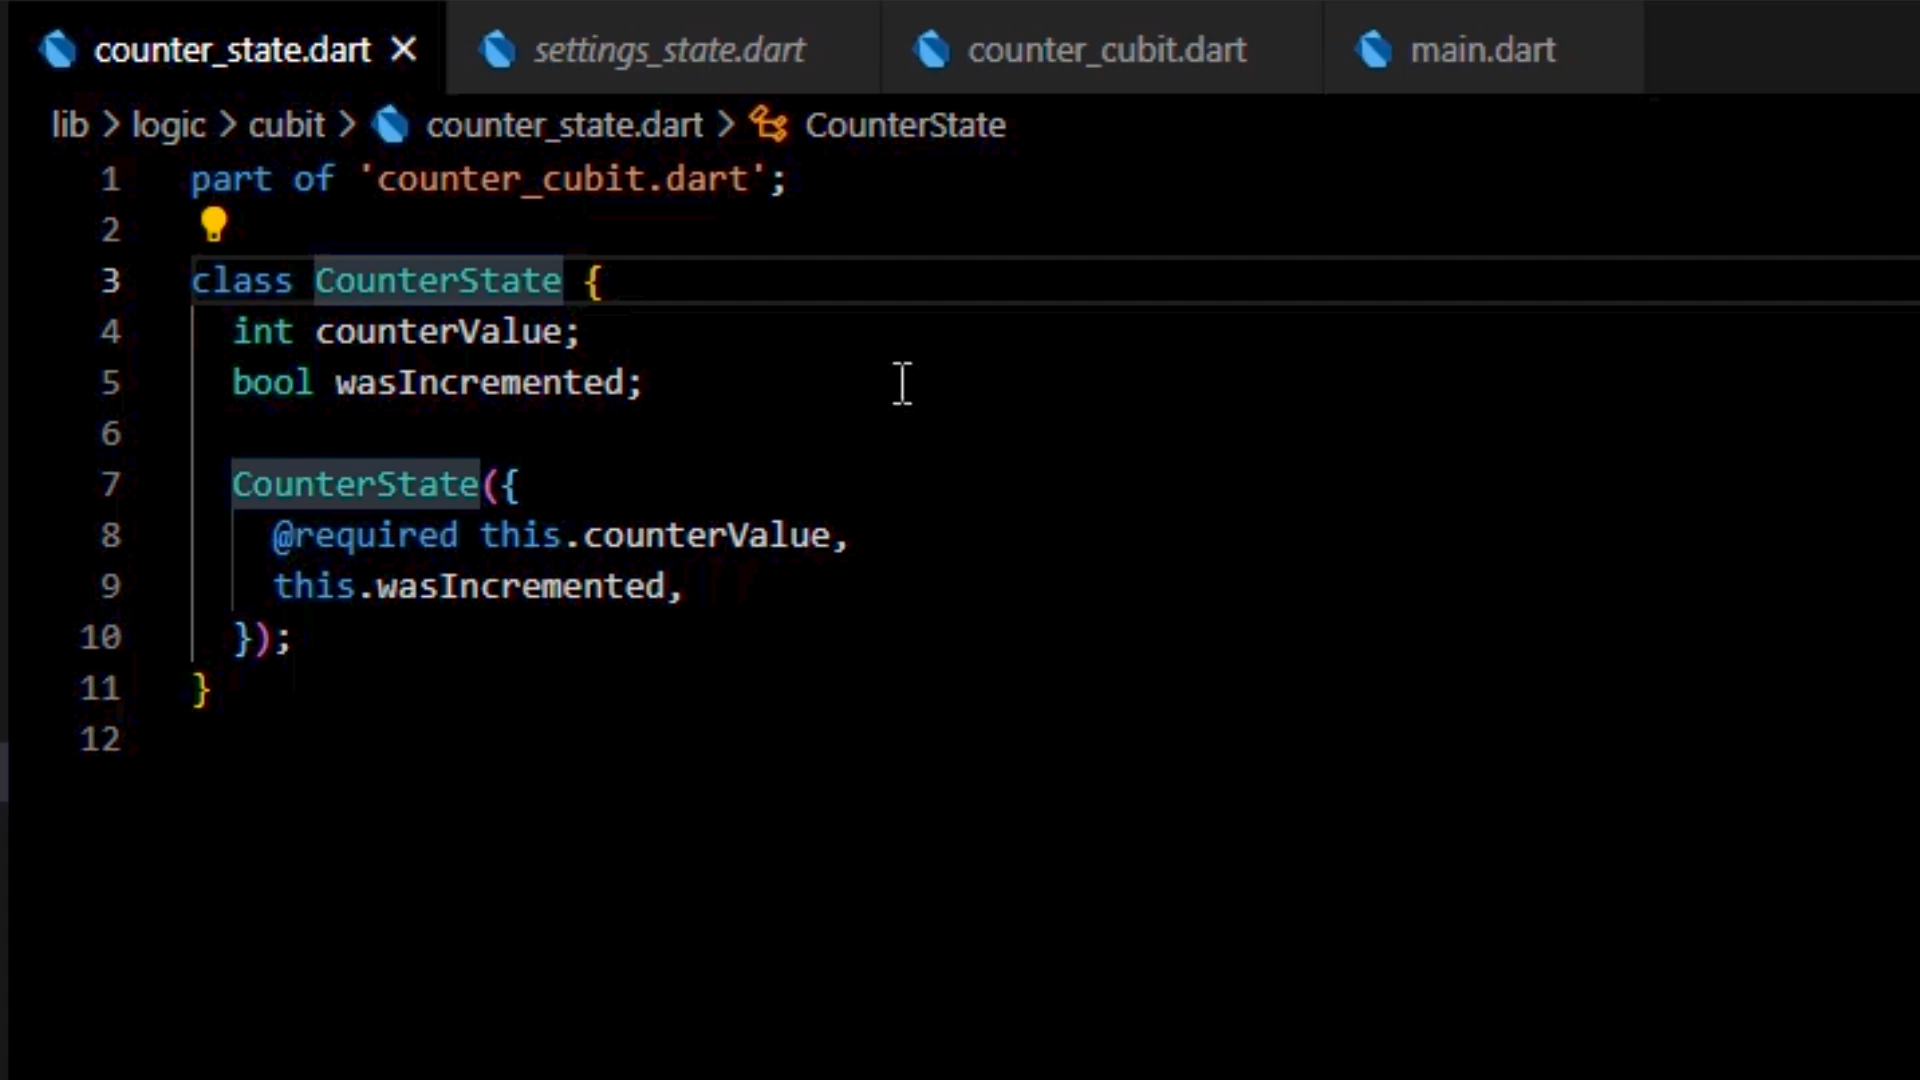 counter_state.dart settings_state.dart counter_cubit.dart main.dart
lib > logic > cubit > counter_state.dart > CounterState
1 part of 'counter_cubit.dart';
2
3 class CounterState {
4 int counterValue;
5 bool wasIncremented;
6
7 CounterState({
8 @required this.counterValue,
9 this.wasIncremented,
10 });
11 }
12